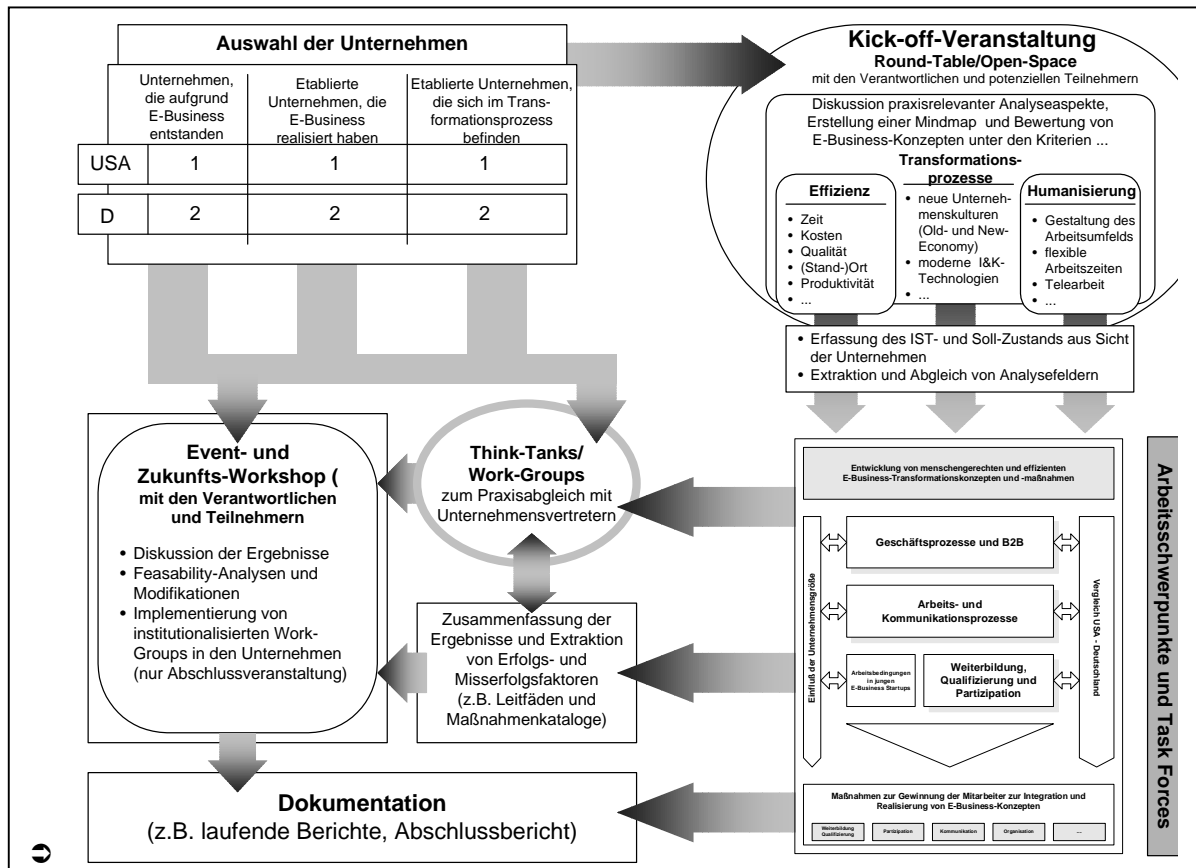 Auswahl der Unternehmen
Unternehmen,
die aufgrund
E-Business
entstanden
Etablierte
Unternehmen, die
E-Business
realisiert haben
Etablierte Unternehmen,
die sich im Trans-
formationsprozess
befinden
USA 1 1 1
D 2 2 2
Kick-off-Veranstaltung
Round-Table/Open-Space
mit den Verantwortlichen und potenziellen Teilnehmern
Diskussion praxisrelevanter Analyseaspekte,
Erstellung einer Mindmap und Bewertung von
E-Business-Konzepten unter den Kriterien ...
Effizienz
• Zeit
• Kosten
• Qualität
• (Stand-)Ort
• Produktivität
• ...
Transformations-
prozesse
• neue Unterneh-
menskulturen
(Old- und New-
Economy)
• moderne I&K-
Technologien
• ...
Humanisierung
• Gestaltung des
Arbeitsumfelds
• flexible
Arbeitszeiten
• Telearbeit
• ...
• Erfassung des IST- und Soll-Zustands aus Sicht
der Unternehmen
• Extraktion und Abgleich von Analysefeldern
Event- und
Zukunfts-Workshop (
mit den Verantwortlichen
und Teilnehmern
• Diskussion der Ergebnisse
• Feasability-Analysen und
Modifikationen
• Implementierung von
institutionalisierten Work-
Groups in den Unternehmen
(nur Abschlussveranstaltung)
Think-Tanks/
Work-Groups
zum Praxisabgleich mit
Unternehmensvertretern
Zusammenfassung der
Ergebnisse und Extraktion
von Erfolgs- und
Misserfolgsfaktoren
(z.B. Leitfäden und
Maßnahmenkataloge)
Entwicklung von menschengerechten und effizienten
E-Business-Transformationskonzepten und -maßnahmen
Einfluß der Unternehmensgröße
Geschäftsprozesse und B2B
Arbeits- und
Kommunikationsprozesse
Arbeitsbedingungen
in jungen
E-Business Startups
Weiterbildung,
Qualifizierung und
Partizipation
Vergleich USA - Deutschland
Maßnahmen zur Gewinnung der Mitarbeiter zur Integration und
Realisierung von E-Business-Konzepten
Weiterbildung
Qualifizierung
Partizipation
Kommunikation
Organisation
...
Arbeitsschwerpunkte und Task Forces
Dokumentation
(z.B. laufende Berichte, Abschlussbericht)